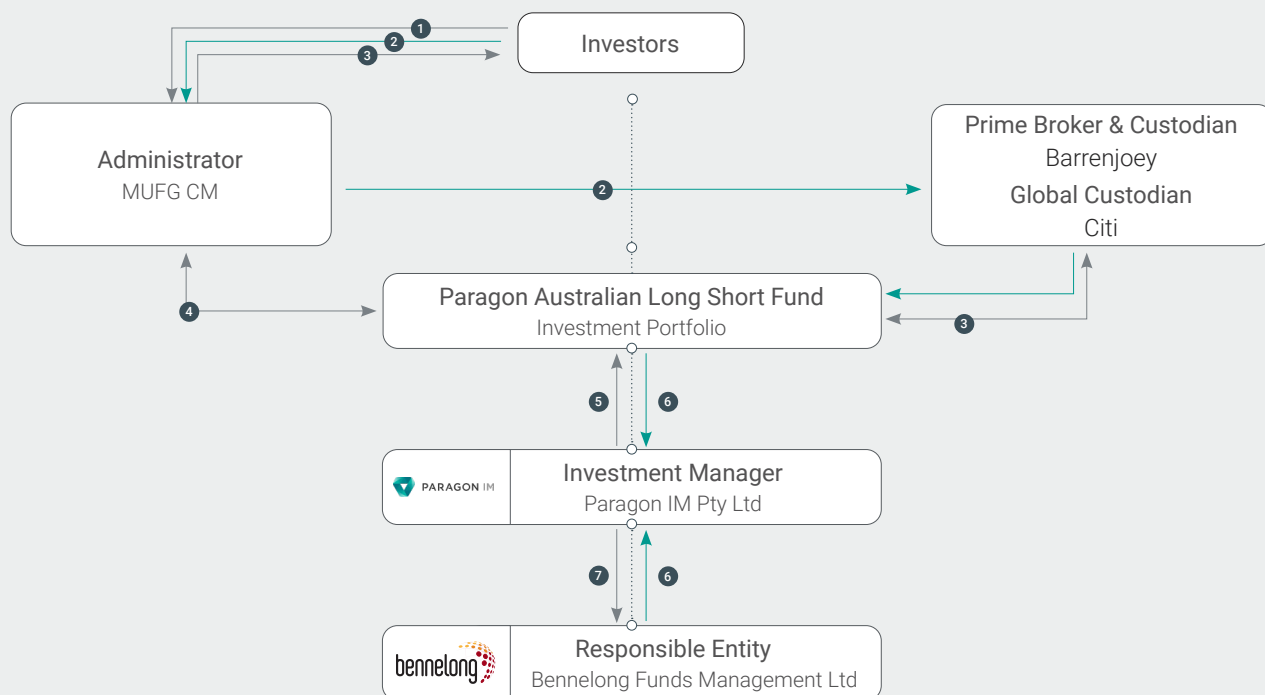 1
2
3
Investors
Administrator
MUFG CM
2
Prime Broker & Custodian
Barrenjoey
Global Custodian
Citi
4
Paragon Australian Long Short Fund
Investment Portfolio
3
5
6
PARAGON IM
Investment Manager
Paragon IM Pty Ltd
7
6
bennelong
Responsible Entity
Bennelong Funds Management Ltd